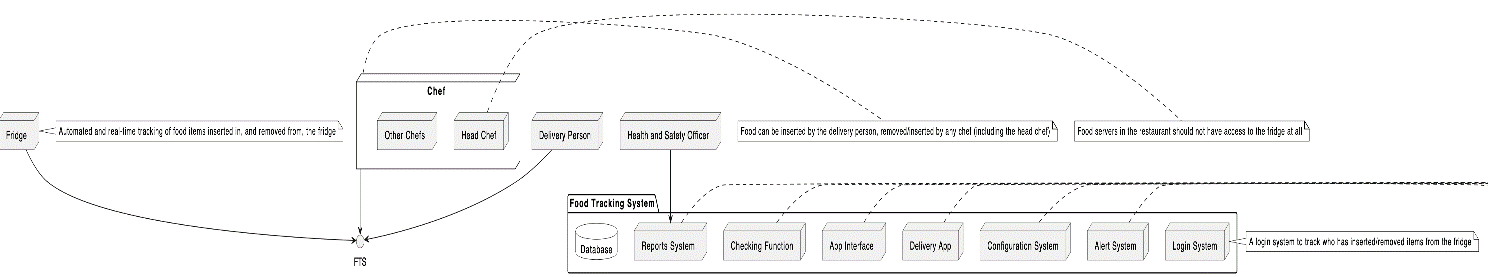 Chef
Fridge
Automated and real-time tracking of food items inserted in, and removed from, the fridge
Other Chefs
Head Chef
Delivery Person
Health and Safety Officer
Food can be inserted by the delivery person, removed/inserted by any chef (including the head chef)
Food servers in the restaurant should not have access to the fridge at all
Food Tracking System
Database
Reports System
Checking Function
App Interface
Delivery App
Configuration System
Alert System
Login System
A login system to track who has inserted/removed items from the fridge
FTS